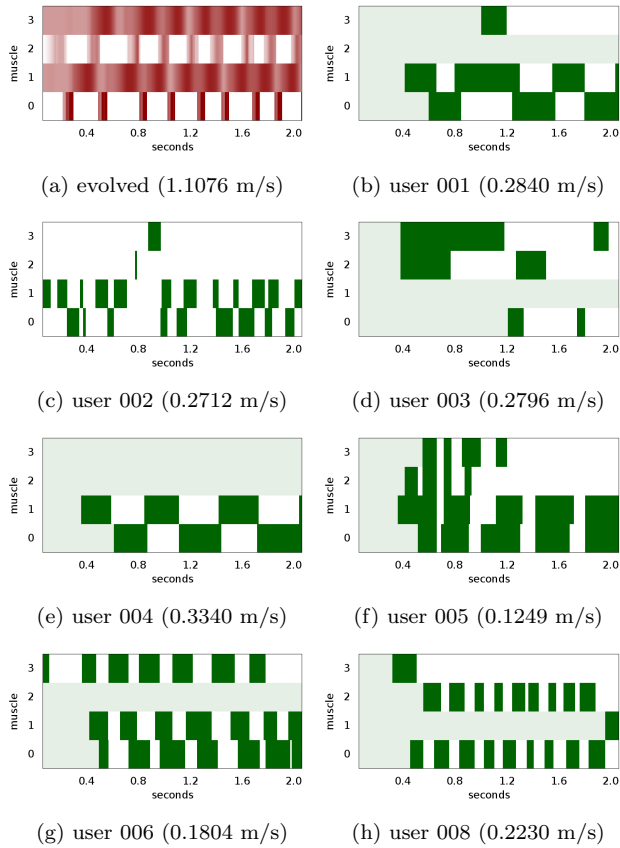 3
2
1
0
muscle
0.4 0.8 1.2 1.6 2.0
seconds
(a) evolved (1.1076 m/s)
3
2
1
0
muscle
0.4 0.8 1.2 1.6 2.0
seconds
(b) user 001 (0.2840 m/s)
3
2
1
0
muscle
0.4 0.8 1.2 1.6 2.0
seconds
(c) user 002 (0.2712 m/s)
3
2
1
0
muscle
0.4 0.8 1.2 1.6 2.0
seconds
(d) user 003 (0.2796 m/s)
3
2
1
0
muscle
0.4 0.8 1.2 1.6 2.0
seconds
(e) user 004 (0.3340 m/s)
3
2
1
0
muscle
0.4 0.8 1.2 1.6 2.0
seconds
(f) user 005 (0.1249 m/s)
3
2
1
0
muscle
0.4 0.8 1.2 1.6 2.0
seconds
(g) user 006 (0.1804 m/s)
3
2
1
0
muscle
0.4 0.8 1.2 1.6 2.0
seconds
(h) user 008 (0.2230 m/s)